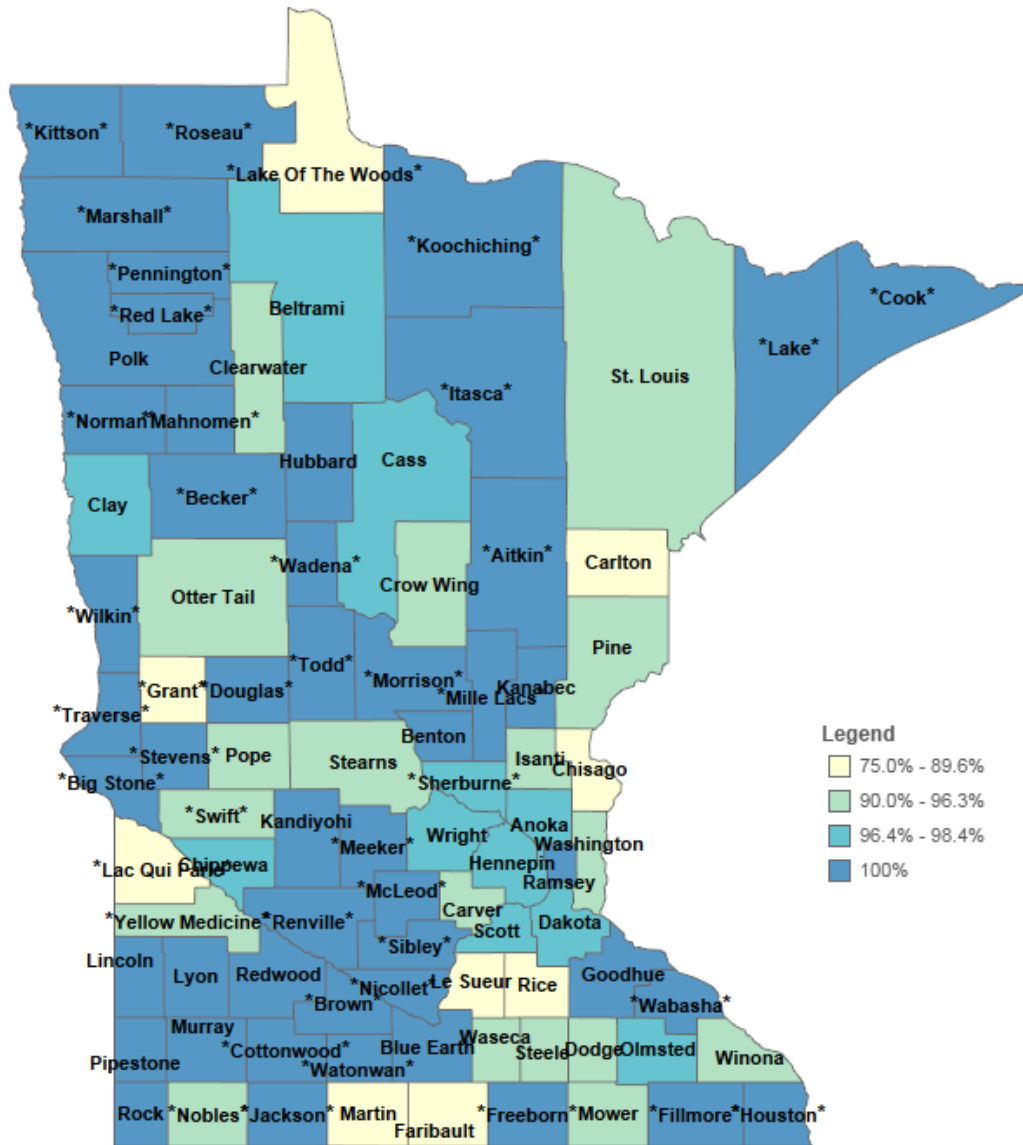 *Kittson*
*Roseau*
*Lake Of The Woods*
*Marshall*
*Koochiching*
*Pennington*
*Cook*
*Red Lake*
Beltrami
*Lake*
Polk
Clearwater
St. Louis
*Itasca*
*Norman*
*Mahnomen*
Hubbard
Cass
Clay
*Becker*
*Aitkin*
Carlton
*Wadena*
Crow Wing
Otter Tail
*Wilkin*
Pine
*Todd*
*Morrison*
*Grant*
*Douglas*
*Mille Lacs*
Kanabec
*Traverse*
Benton
*Stevens*
Pope
Stearns
Isanti
Chisago
*Big Stone*
*Sherburne*
*Swift*
Kandiyohi
Anoka
Wright
Washington
*Meeker*
*Lac Qui Parle*
Chippewa
Hennepin
Ramsey
*McLeod*
Carver
*Yellow Medicine*
*Renville*
Scott
Dakota
*Sibley*
Lincoln
Lyon
Redwood
*Nicollet*
Le Sueur
Rice
Goodhue
*Brown*
*Wabasha*
Murray
Pipestone
*Cottonwood*
*Watonwan*
Blue Earth
Waseca
Steele
Dodge
Olmsted
Winona
Rock
*Nobles*
*Jackson*
Martin
Faribault
*Freeborn*
Mower
*Fillmore*
*Houston*
Legend
75.0% - 89.6%
90.0% - 96.3%
96.4% - 98.4%
100%